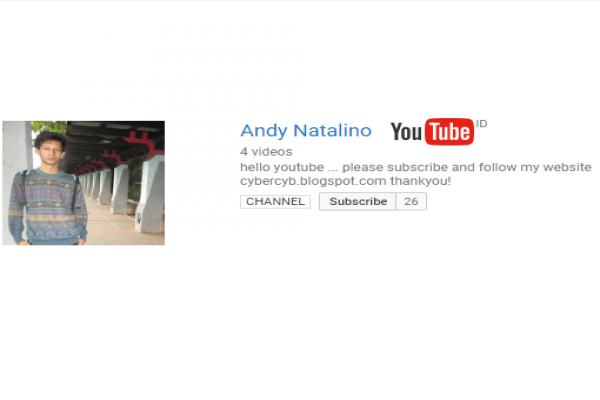 Andy Natalino YouTube ID
4 videos
hello youtube ... please subscribe and follow my website
cybercyb.blogspot.com thankyou!
CHANNEL Subscribe 26